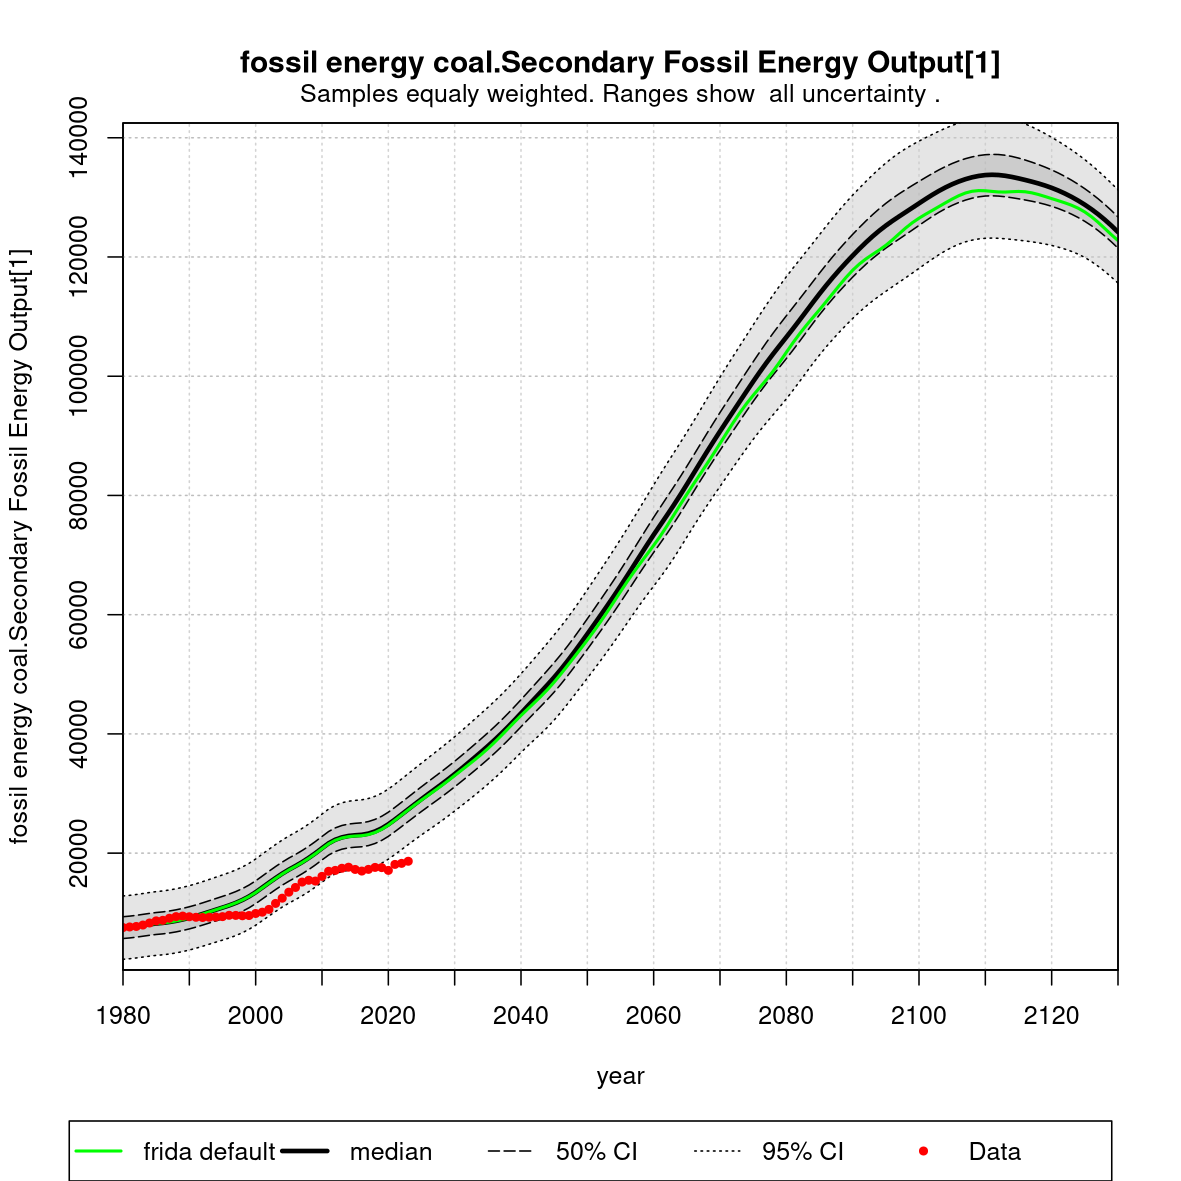 fossil energy coal.Secondary Fossil Energy Output[1]
Samples equaly weighted. Ranges show  all uncertainty .
fossil energy coal.Secondary Fossil Energy Output[1]
140000
120000
100000
80000
60000
40000
20000
1980 2000 2020 2040 2060 2080 2100 2120
year
frida default median 50% CI 95% CI Data